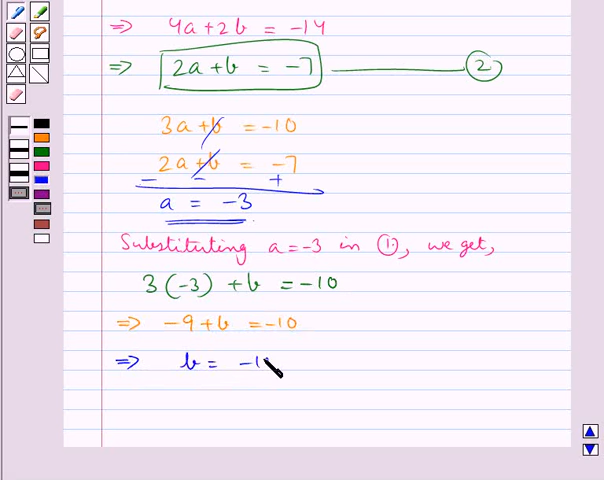 ⇒ 4a + 2b = -14
⇒ 2a + b = -7 ——— ②
3a + b = -10
2a + b = -7
- - +
a = -3
Substituting a = -3 in ①, we get,
3(-3) + b = -10
⇒ -9 + b = -10
⇒ b = -1